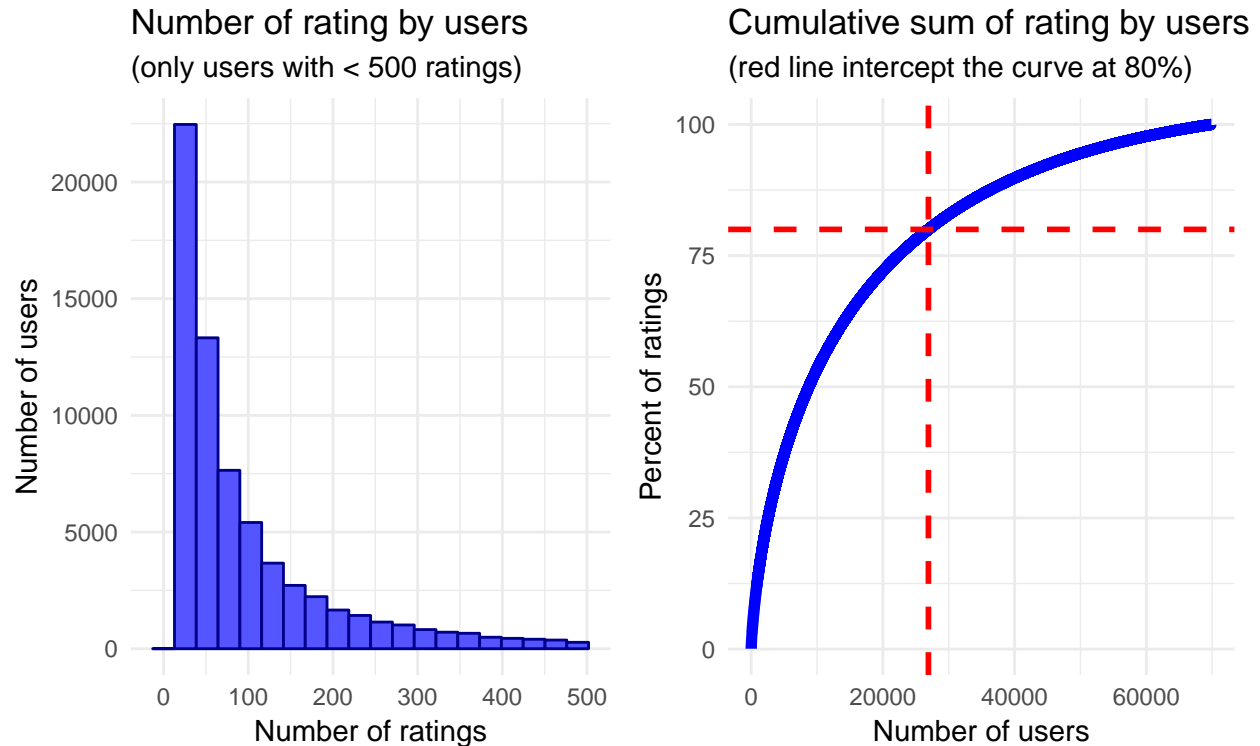 Number of rating by users
(only users with < 500 ratings)
Number of users
20000
15000
10000
5000
0
0 100 200 300 400 500
Number of ratings
Cumulative sum of rating by users
(red line intercept the curve at 80%)
Percent of ratings
100
75
50
25
0
0 20000 40000 60000
Number of users